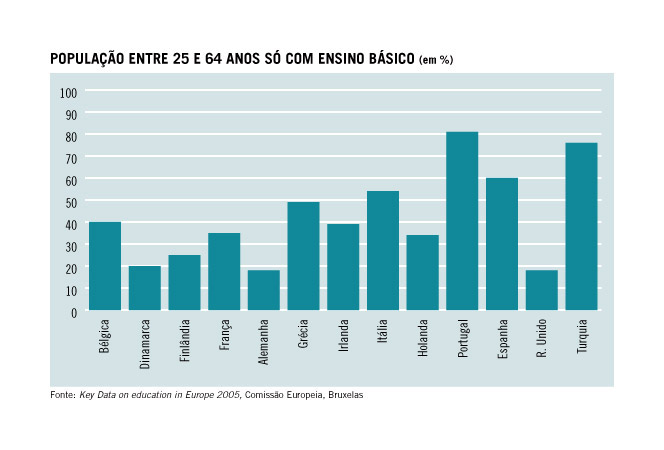 POPULAÇÃO ENTRE 25 E 64 ANOS SÓ COM ENSINO BÁSICO (em %)
100
90
80
70
60
50
40
30
20
10
0
Bélgica
Dinamarca
Finlândia
França
Alemanha
Grécia
Irlanda
Itália
Holanda
Portugal
Espanha
R. Unido
Turquia
Fonte: Key Data on education in Europe 2005, Comissão Europeia, Bruxelas